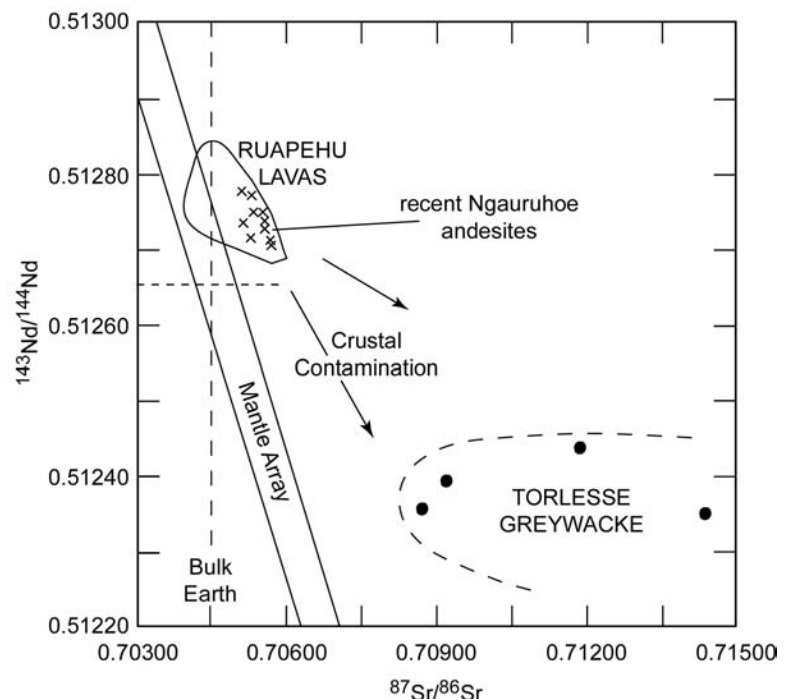 0.51300
0.51280
0.51260
0.51240
0.51220
143Nd/144Nd
RUAPEHU
LAVAS
recent Ngauruhoe
andesites
Crustal
Contamination
Mantle Array
TORLESSE
GREYWACKE
Bulk
Earth
0.70300
0.70600
0.70900
0.71200
0.71500
87Sr/86Sr